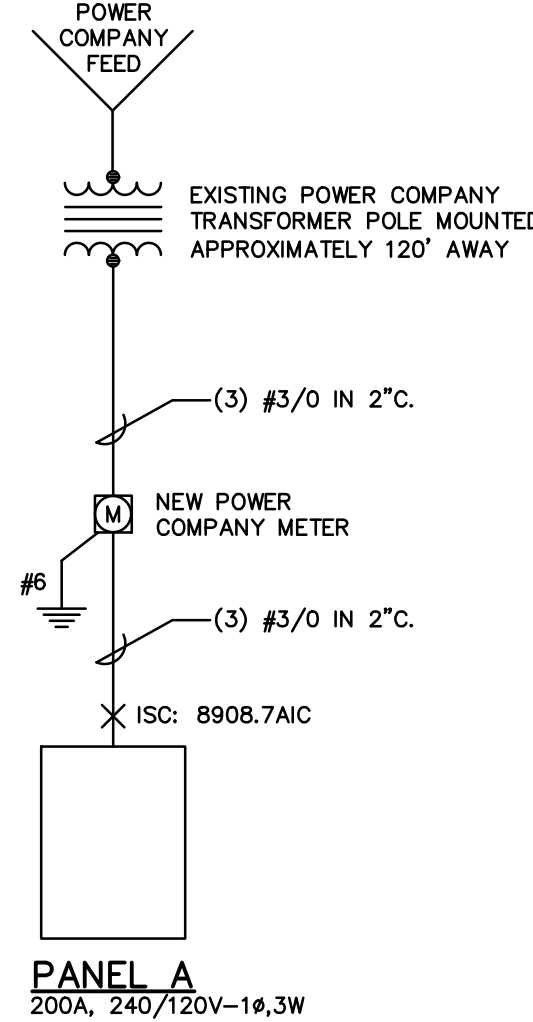 POWER
COMPANY
FEED
EXISTING POWER COMPANY
TRANSFORMER POLE MOUNTED
APPROXIMATELY 120' AWAY
(3) #3/0 IN 2"C.
NEW POWER
COMPANY METER
M
#6
(3) #3/0 IN 2"C.
ISC: 8908.7AIC
PANEL A
200A, 240/120V-1ø,3W